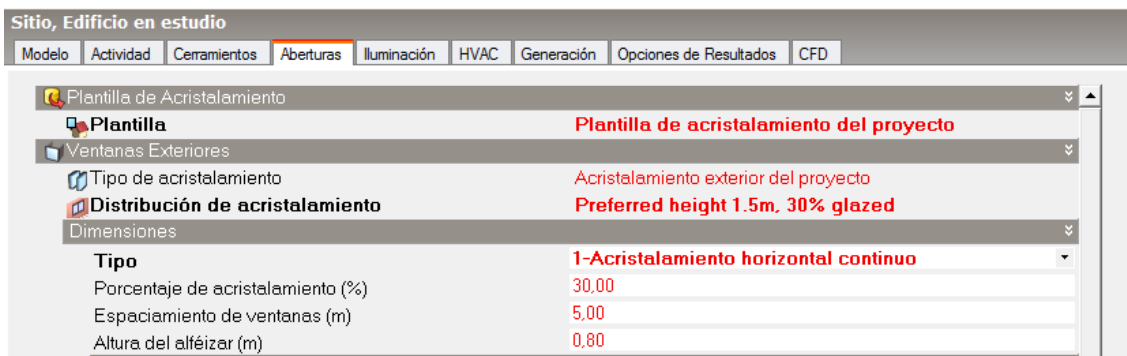 Sitio, Edificio en estudio
Modelo Actividad Cerramientos Aberturas Iluminación HVAC Generación Opciones de Resultados CFD
Plantilla de Acristalamiento
Plantilla Plantilla de acristalamiento del proyecto
Ventanas Exteriores
Tipo de acristalamiento Acristalamiento exterior del proyecto
Distribución de acristalamiento Preferred height 1.5m, 30% glazed
Dimensiones
Tipo 1-Acristalamiento horizontal continuo
Porcentaje de acristalamiento (%) 30,00
Espaciamiento de ventanas (m) 5,00
Altura del alféizar (m) 0,80